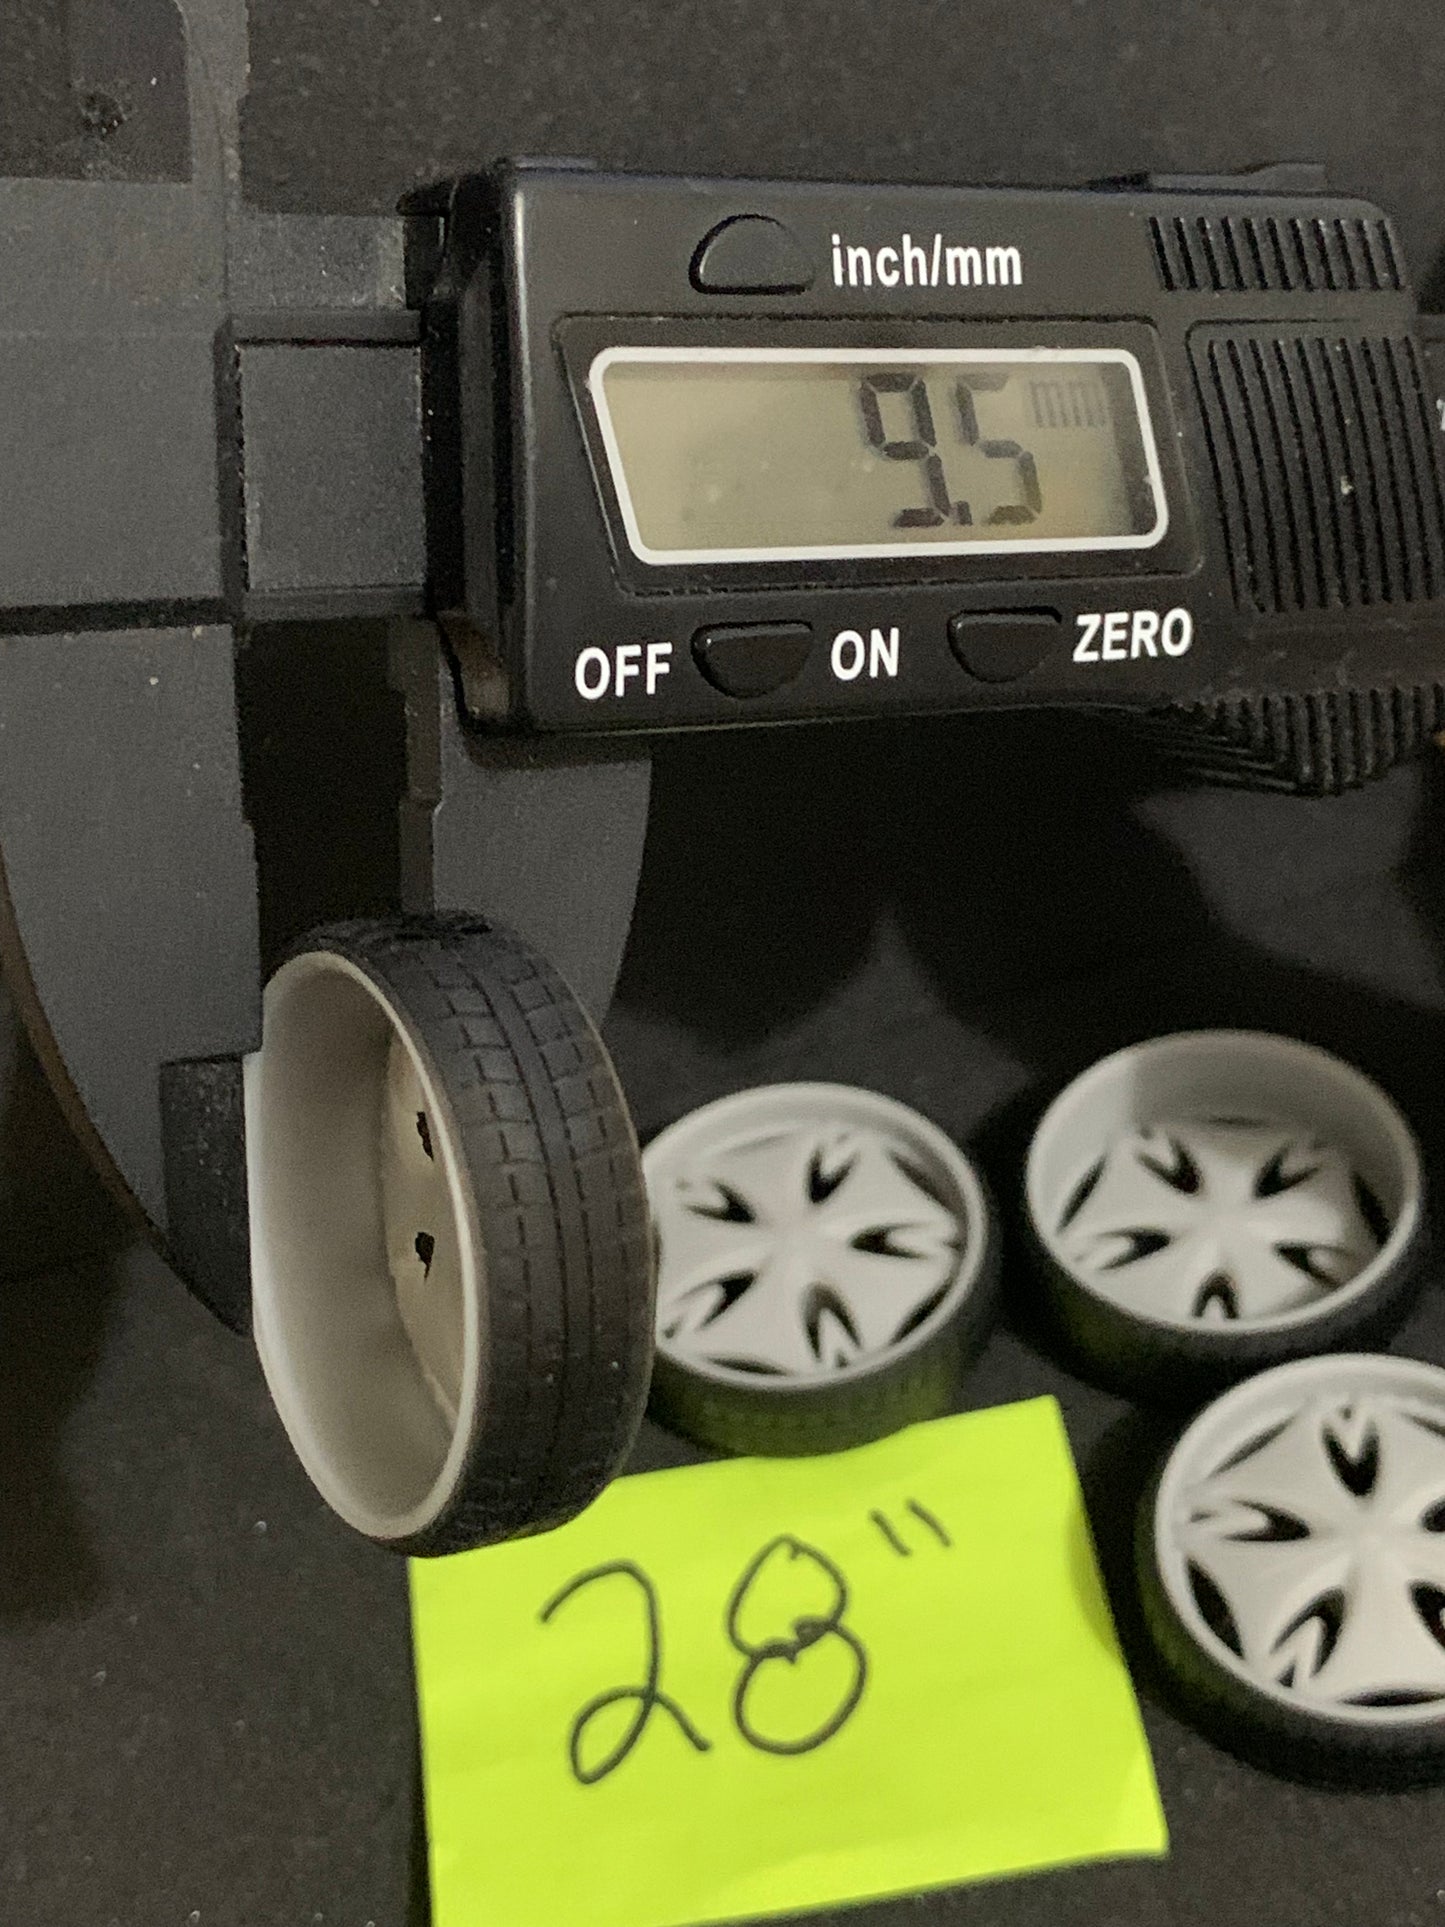 inch/mm
9.5 mm
OFF ON ZERO
28"